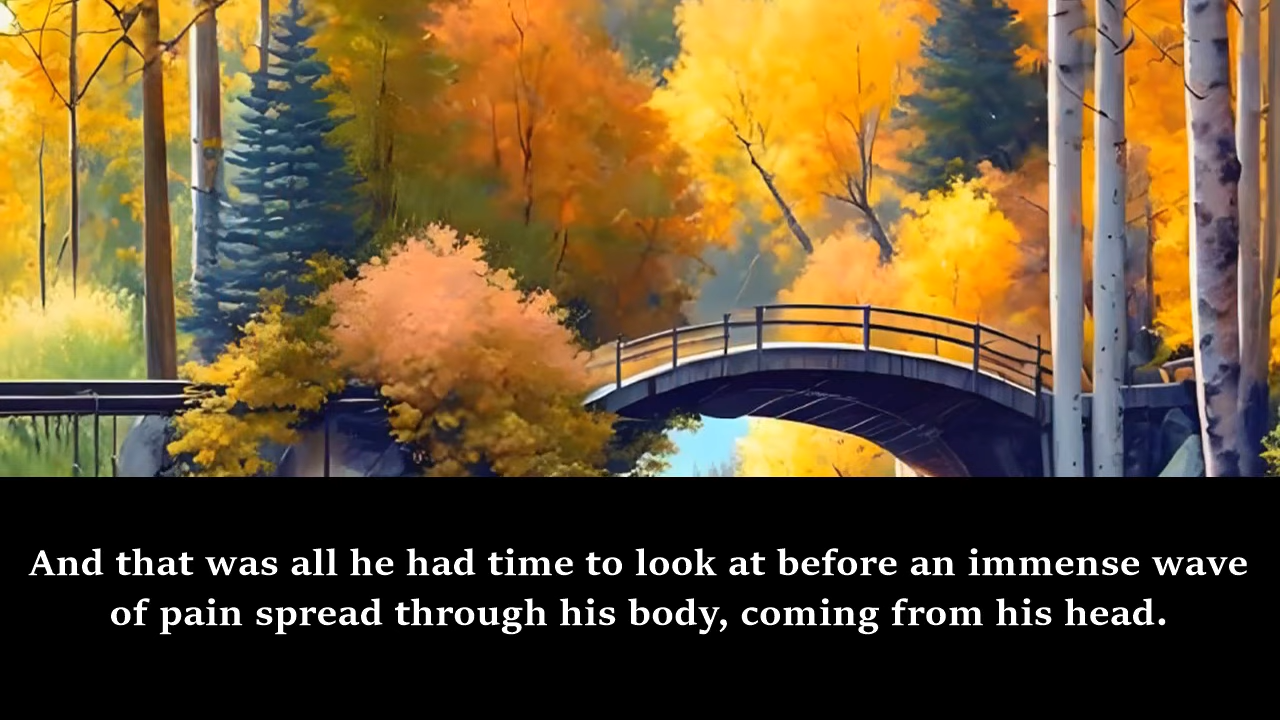 And that was all he had time to look at before an immense wave
of pain spread through his body, coming from his head.